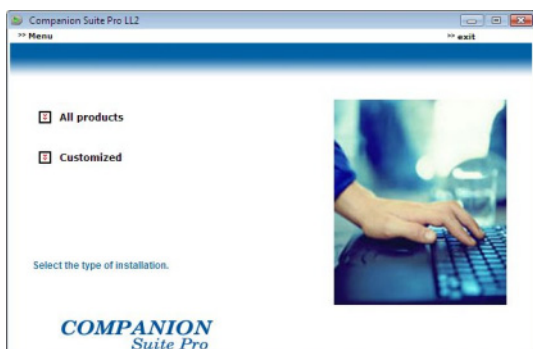 Companion Suite Pro LL2
>> Menu
>> exit
All products
Customized
Select the type of installation.
COMPANION
Suite Pro